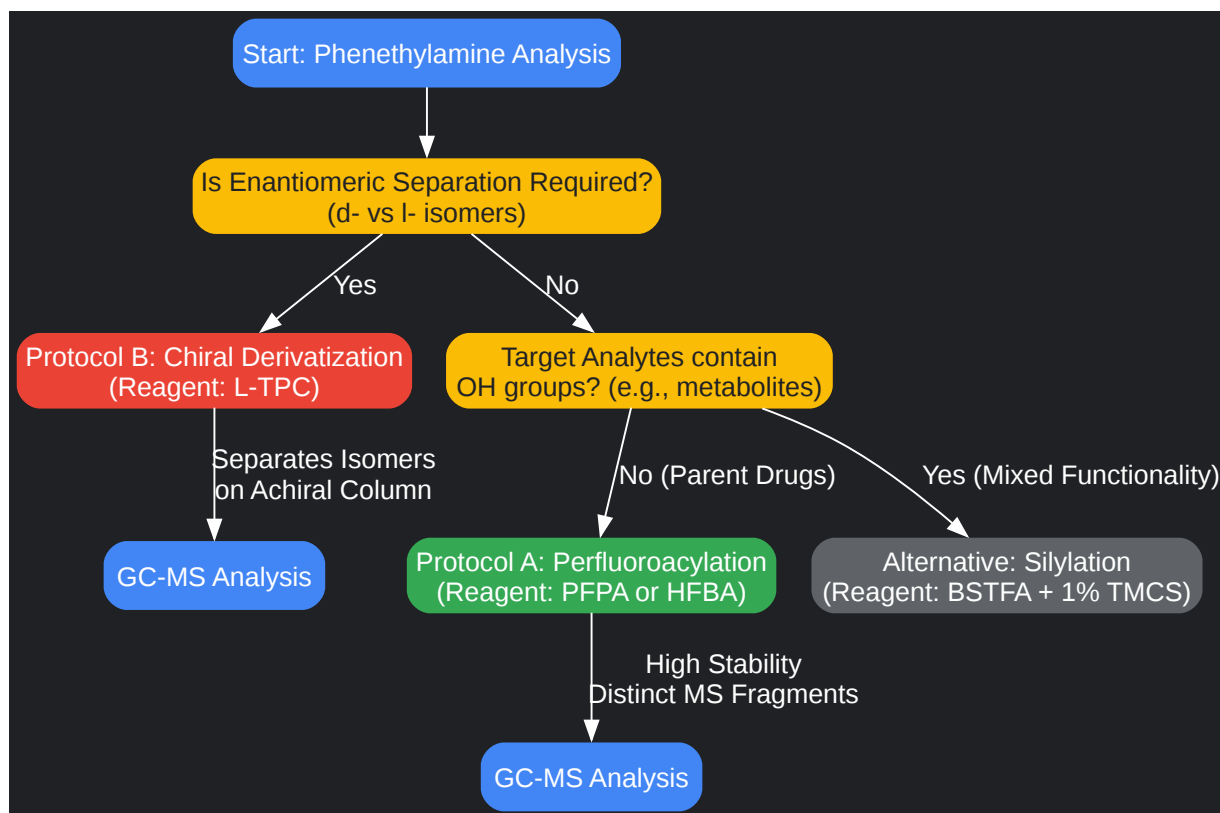 Start: Phenethylamine Analysis
Is Enantiomeric Separation Required?
(d- vs l- isomers)
Yes
No
Protocol B: Chiral Derivatization
(Reagent: L-TPC)
Target Analytes contain
OH groups? (e.g., metabolites)
Separates Isomers
on Achiral Column
No (Parent Drugs)
Yes (Mixed Functionality)
GC-MS Analysis
Protocol A: Perfluoroacylation
(Reagent: PFPA or HFBA)
Alternative: Silylation
(Reagent: BSTFA + 1% TMCS)
High Stability
Distinct MS Fragments
GC-MS Analysis